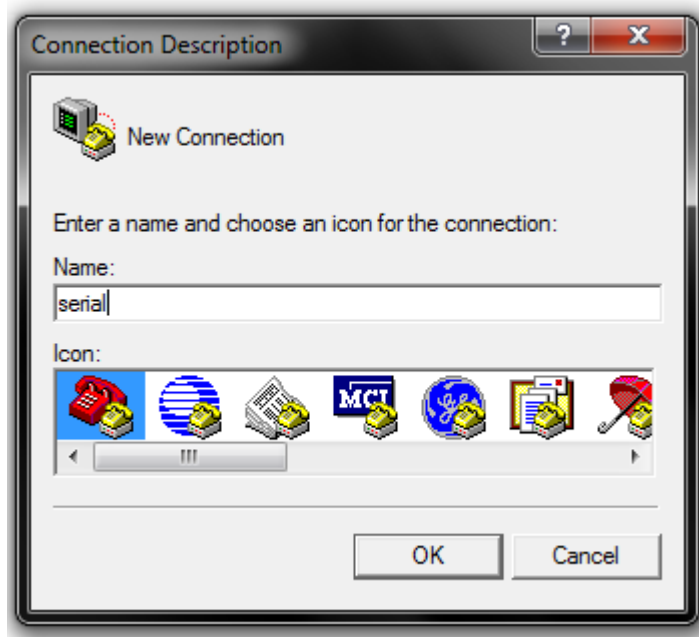 Connection Description
New Connection
Enter a name and choose an icon for the connection:
Name:
serial
Icon:
MCI
OK
Cancel